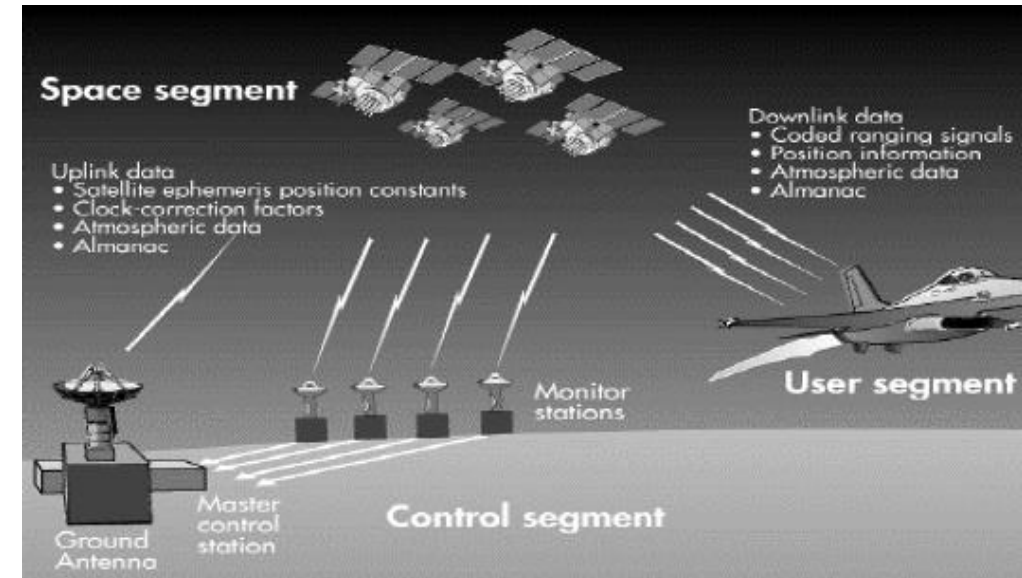 Space segment
Uplink data
• Satellite ephemeris position constants
• Clock-correction factors
• Atmospheric data
• Almanac
Downlink data
• Coded ranging signals
• Position information
• Atmospheric data
• Almanac
User segment
Monitor
stations
Master
control
station
Control segment
Ground
Antenna